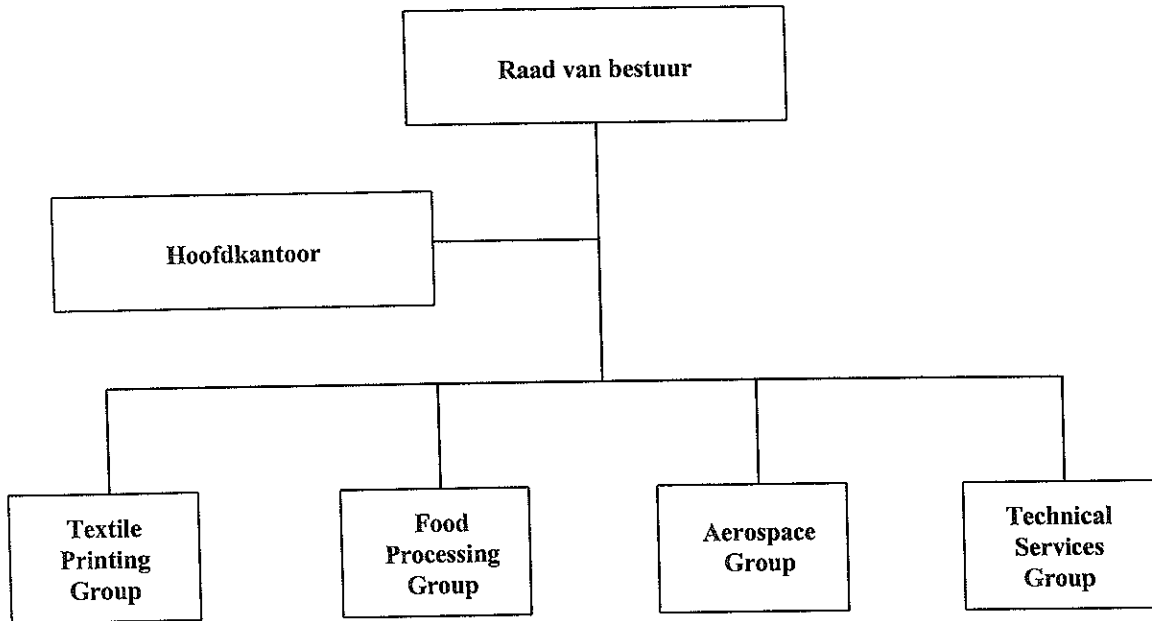 Raad van bestuur
Hoofdkantoor
Textile
Printing
Group
Food
Processing
Group
Aerospace
Group
Technical
Services
Group